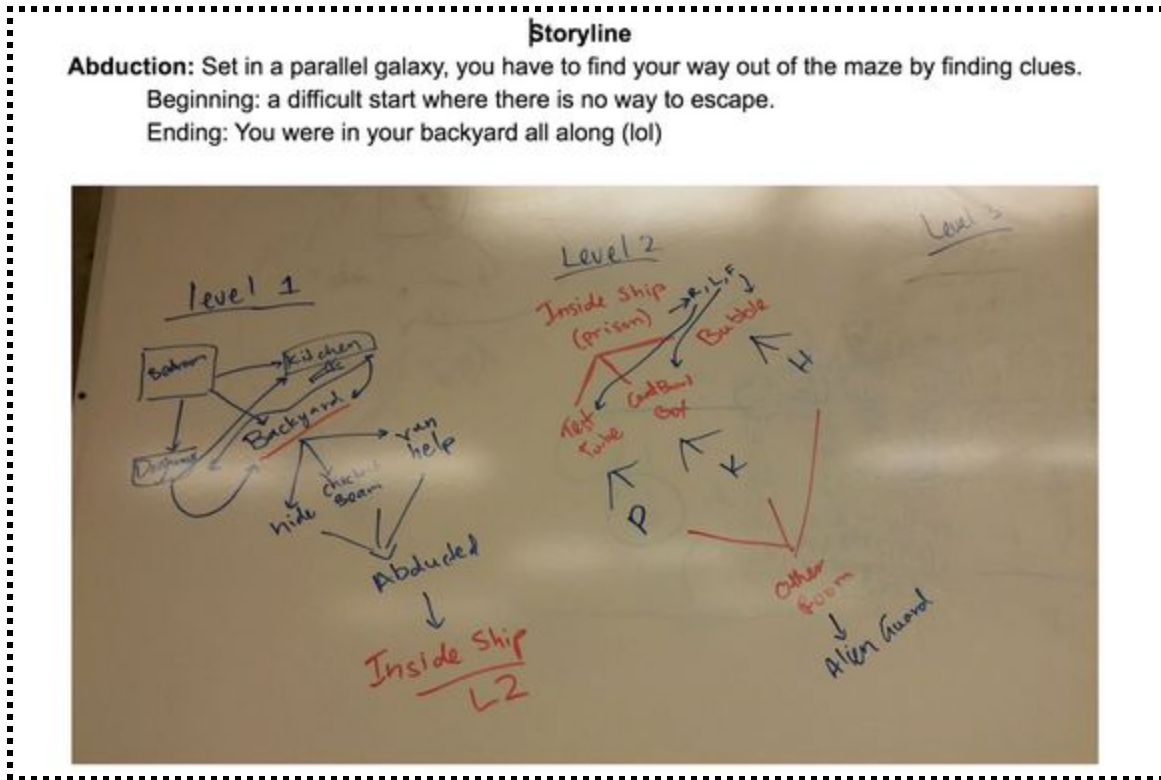 Storyline
Abduction: Set in a parallel galaxy, you have to find your way out of the maze by finding clues.
Beginning: a difficult start where there is no way to escape.
Ending: You were in your backyard all along (lol)
level 1
Kitchen
Backyard
run
help
hide
Abducted
Inside Ship
L2
Level 2
Inside Ship
(prison)
R, L, F
Bubble
Test
Tube
Box
H
K
P
Other
Room
Alien Guard
Level 3